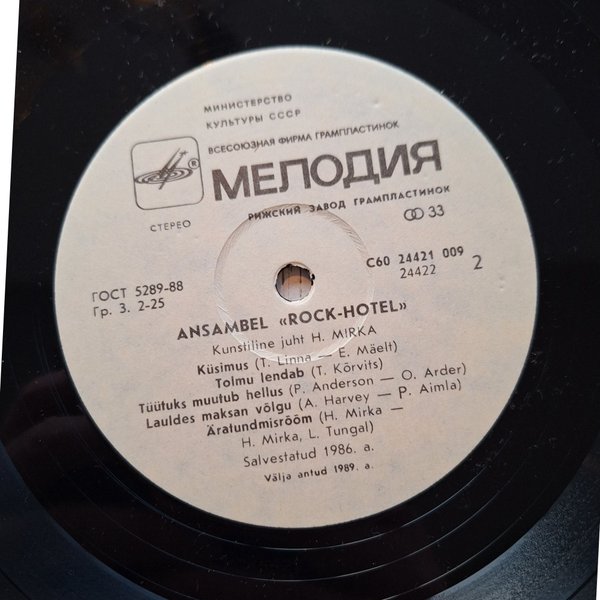 МИНИСТЕРСТВО
КУЛЬТУРЫ СССР
ВСЕСОЮЗНАЯ ФИРМА ГРАМПЛАСТИНОК
®
МЕЛОДИЯ
РИЖСКИЙ ЗАВОД ГРАМПЛАСТИНОК
СТЕРЕО
33
ГОСТ 5289-88
Гр. 3. 2-25
С60 24421 009
24422
2
ANSAMBEL «ROCK-HOTEL»
Kunstiline juht H. MIRKA
Küsimus (T. Linna — E. Mäelt)
Tolmu lendab (T. Kõrvits)
Tüütuks muutub hellus (P. Anderson — O. Arder)
Lauldes maksan võlgu (A. Harvey — P. Aimla)
Äratundmisrõõm (H. Mirka —
H. Mirka, L. Tungal)
Salvestatud 1986. a.
Välja antud 1989. a.